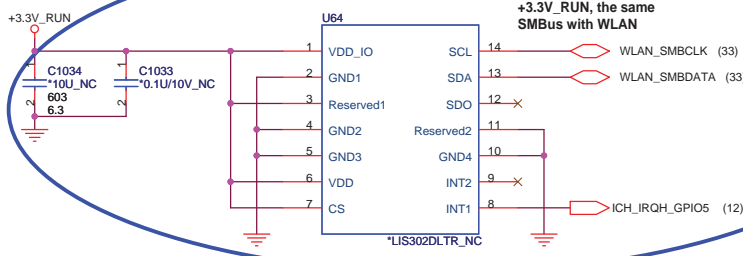 +3.3V_RUN, the same
SMBus with WLAN
+3.3V_RUN
U64
1 VDD_IO SCL 14 WLAN_SMBCLK (33)
C1034
*10U_NC
603
6.3
1
2
C1033
*0.1U/10V_NC
1
2
2 GND1 SDA 13 WLAN_SMBDATA (33
3 Reserved1 SDO 12
4 GND2 Reserved2 11
5 GND3 GND4 10
6 VDD INT2 9
7 CS INT1 8 ICH_IRQH_GPIO5 (12)
*LIS302DLTR_NC